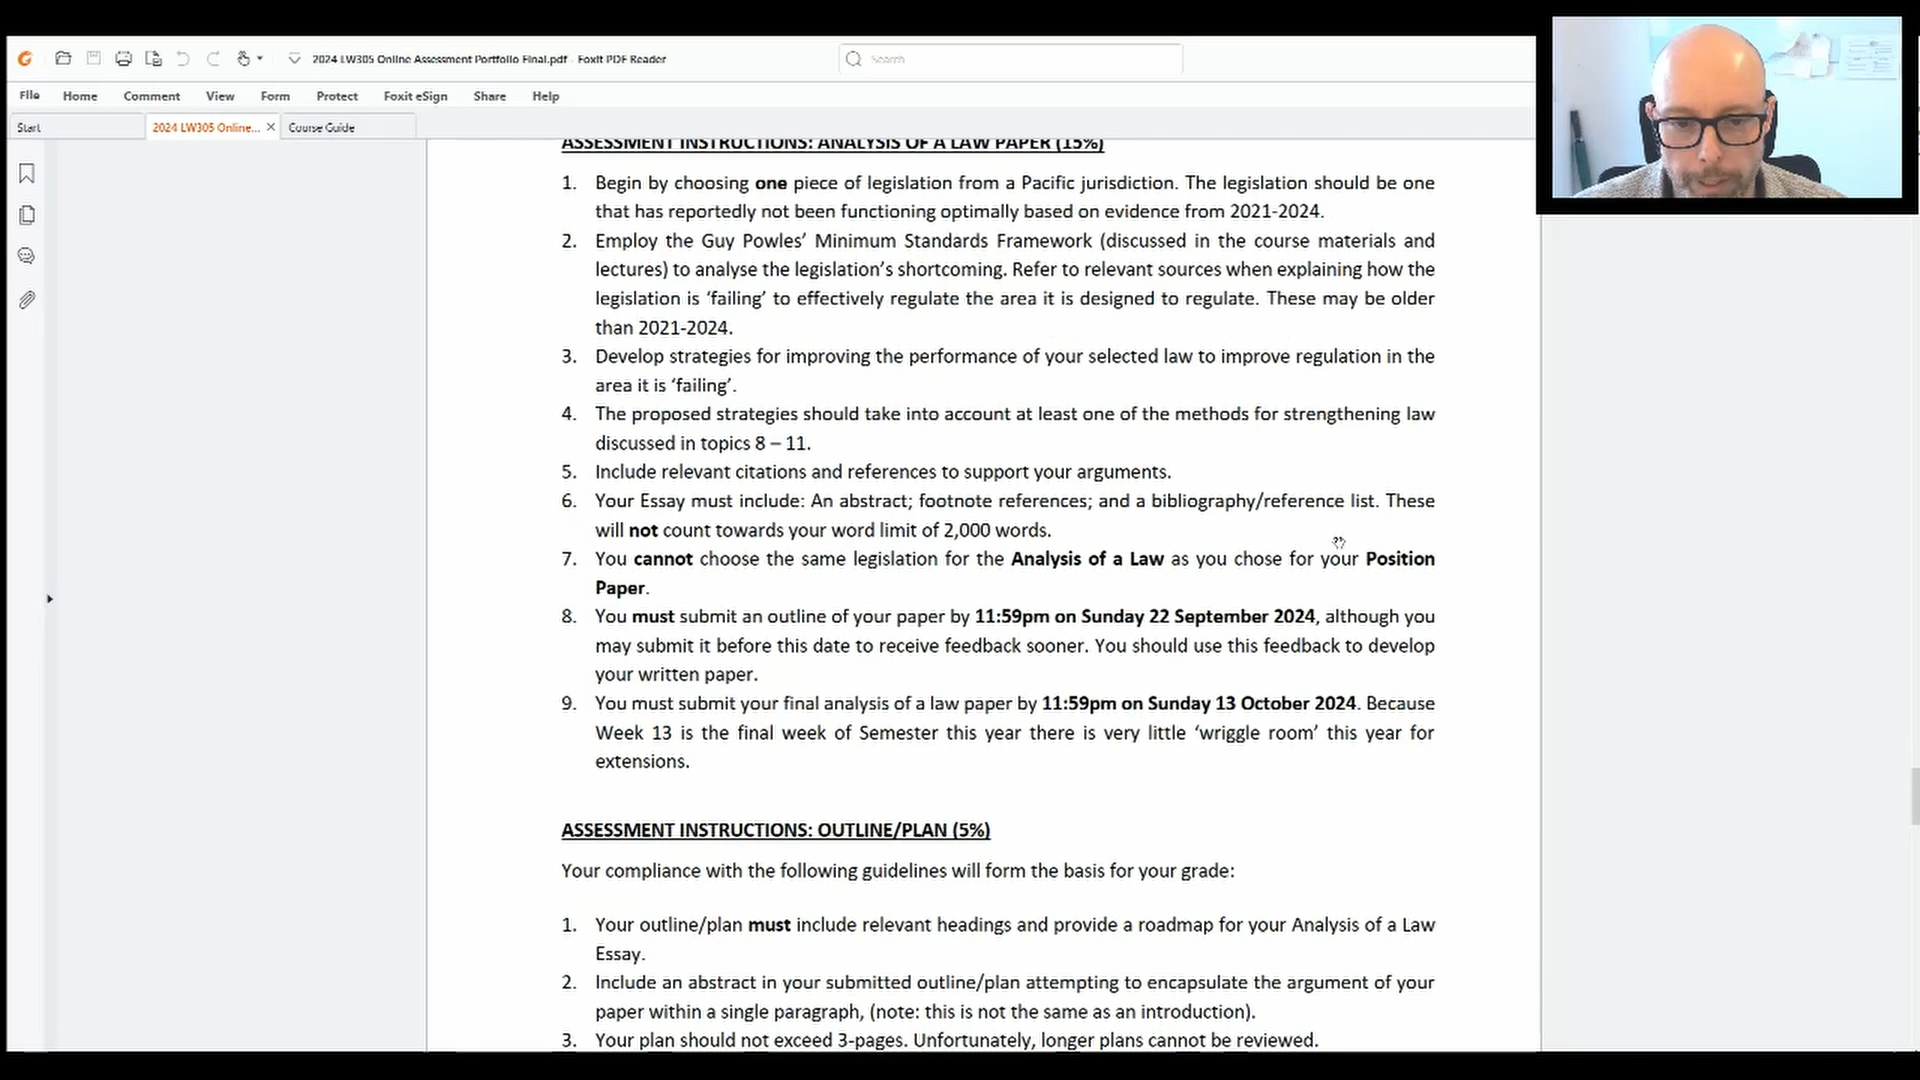 2024 LW305 Online Assessment Portfolio Final.pdf - Foxit PDF Reader
Search
File Home Comment View Form Protect Foxit eSign Share Help
Start 2024 LW305 Online... Course Guide
ASSESSMENT INSTRUCTIONS: ANALYSIS OF A LAW PAPER (15%)
1. Begin by choosing one piece of legislation from a Pacific jurisdiction. The legislation should be one
that has reportedly not been functioning optimally based on evidence from 2021-2024.
2. Employ the Guy Powles’ Minimum Standards Framework (discussed in the course materials and
lectures) to analyse the legislation’s shortcoming. Refer to relevant sources when explaining how the
legislation is ‘failing’ to effectively regulate the area it is designed to regulate. These may be older
than 2021-2024.
3. Develop strategies for improving the performance of your selected law to improve regulation in the
area it is ‘failing’.
4. The proposed strategies should take into account at least one of the methods for strengthening law
discussed in topics 8 – 11.
5. Include relevant citations and references to support your arguments.
6. Your Essay must include: An abstract; footnote references; and a bibliography/reference list. These
will not count towards your word limit of 2,000 words.
7. You cannot choose the same legislation for the Analysis of a Law as you chose for your Position
Paper.
8. You must submit an outline of your paper by 11:59pm on Sunday 22 September 2024, although you
may submit it before this date to receive feedback sooner. You should use this feedback to develop
your written paper.
9. You must submit your final analysis of a law paper by 11:59pm on Sunday 13 October 2024. Because
Week 13 is the final week of Semester this year there is very little ‘wriggle room’ this year for
extensions.
ASSESSMENT INSTRUCTIONS: OUTLINE/PLAN (5%)
Your compliance with the following guidelines will form the basis for your grade:
1. Your outline/plan must include relevant headings and provide a roadmap for your Analysis of a Law
Essay.
2. Include an abstract in your submitted outline/plan attempting to encapsulate the argument of your
paper within a single paragraph, (note: this is not the same as an introduction).
3. Your plan should not exceed 3-pages. Unfortunately, longer plans cannot be reviewed.